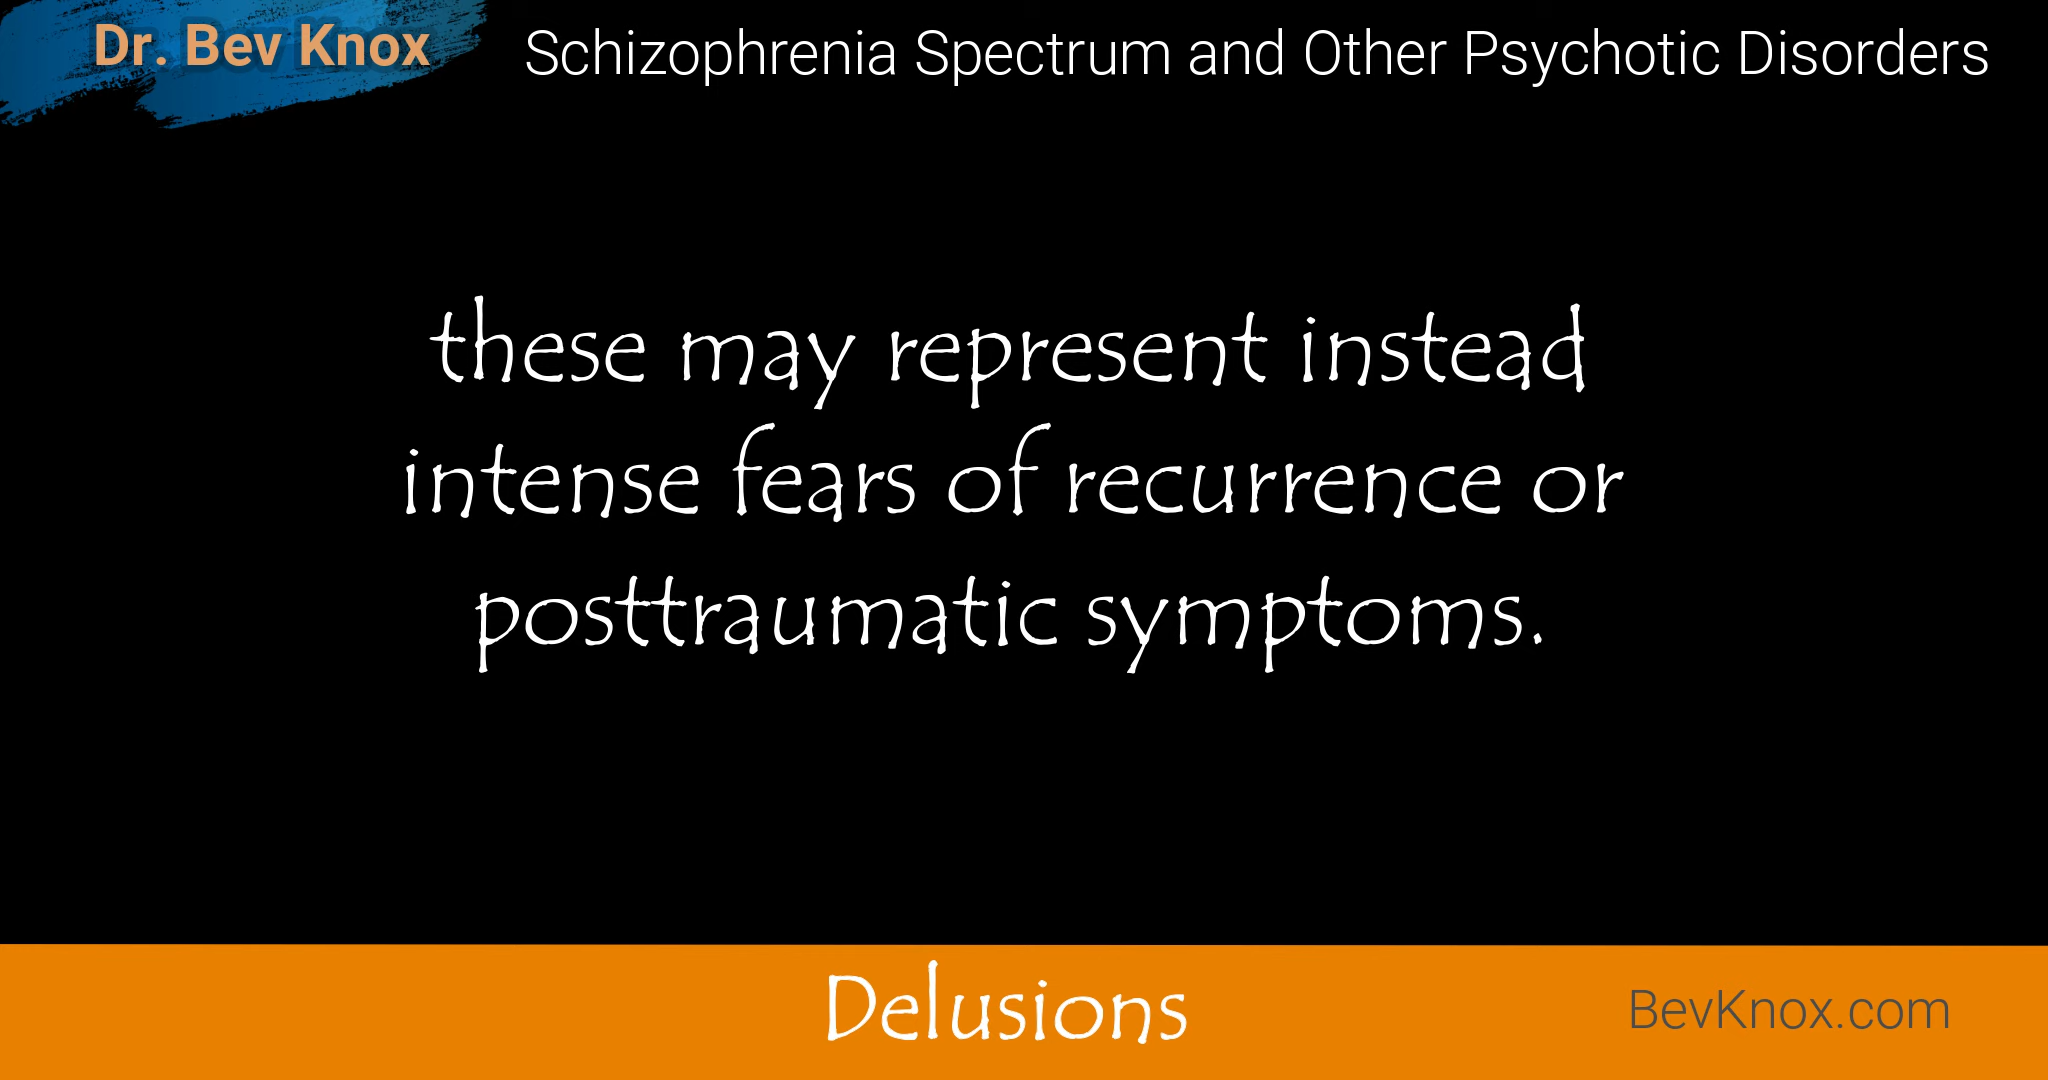 Dr. Bev Knox
Schizophrenia Spectrum and Other Psychotic Disorders
these may represent instead
intense fears of recurrence or
posttraumatic symptoms.
Delusions
BevKnox.com